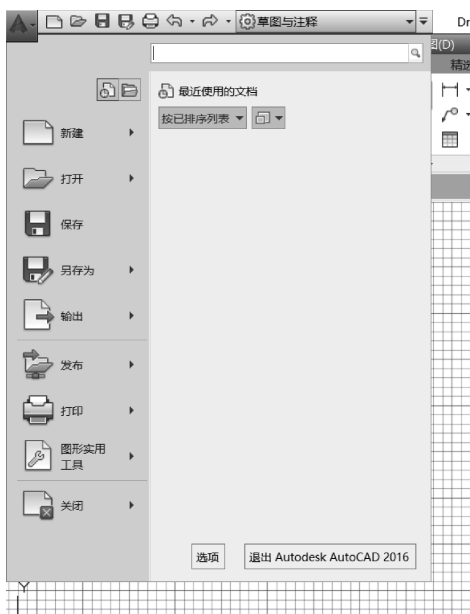 草图与注释
Dr
图(D)
精选
最近使用的文档
按已排序列表
新建
打开
保存
另存为
输出
发布
打印
图形实用
工具
关闭
选项
退出 Autodesk AutoCAD 2016
Y